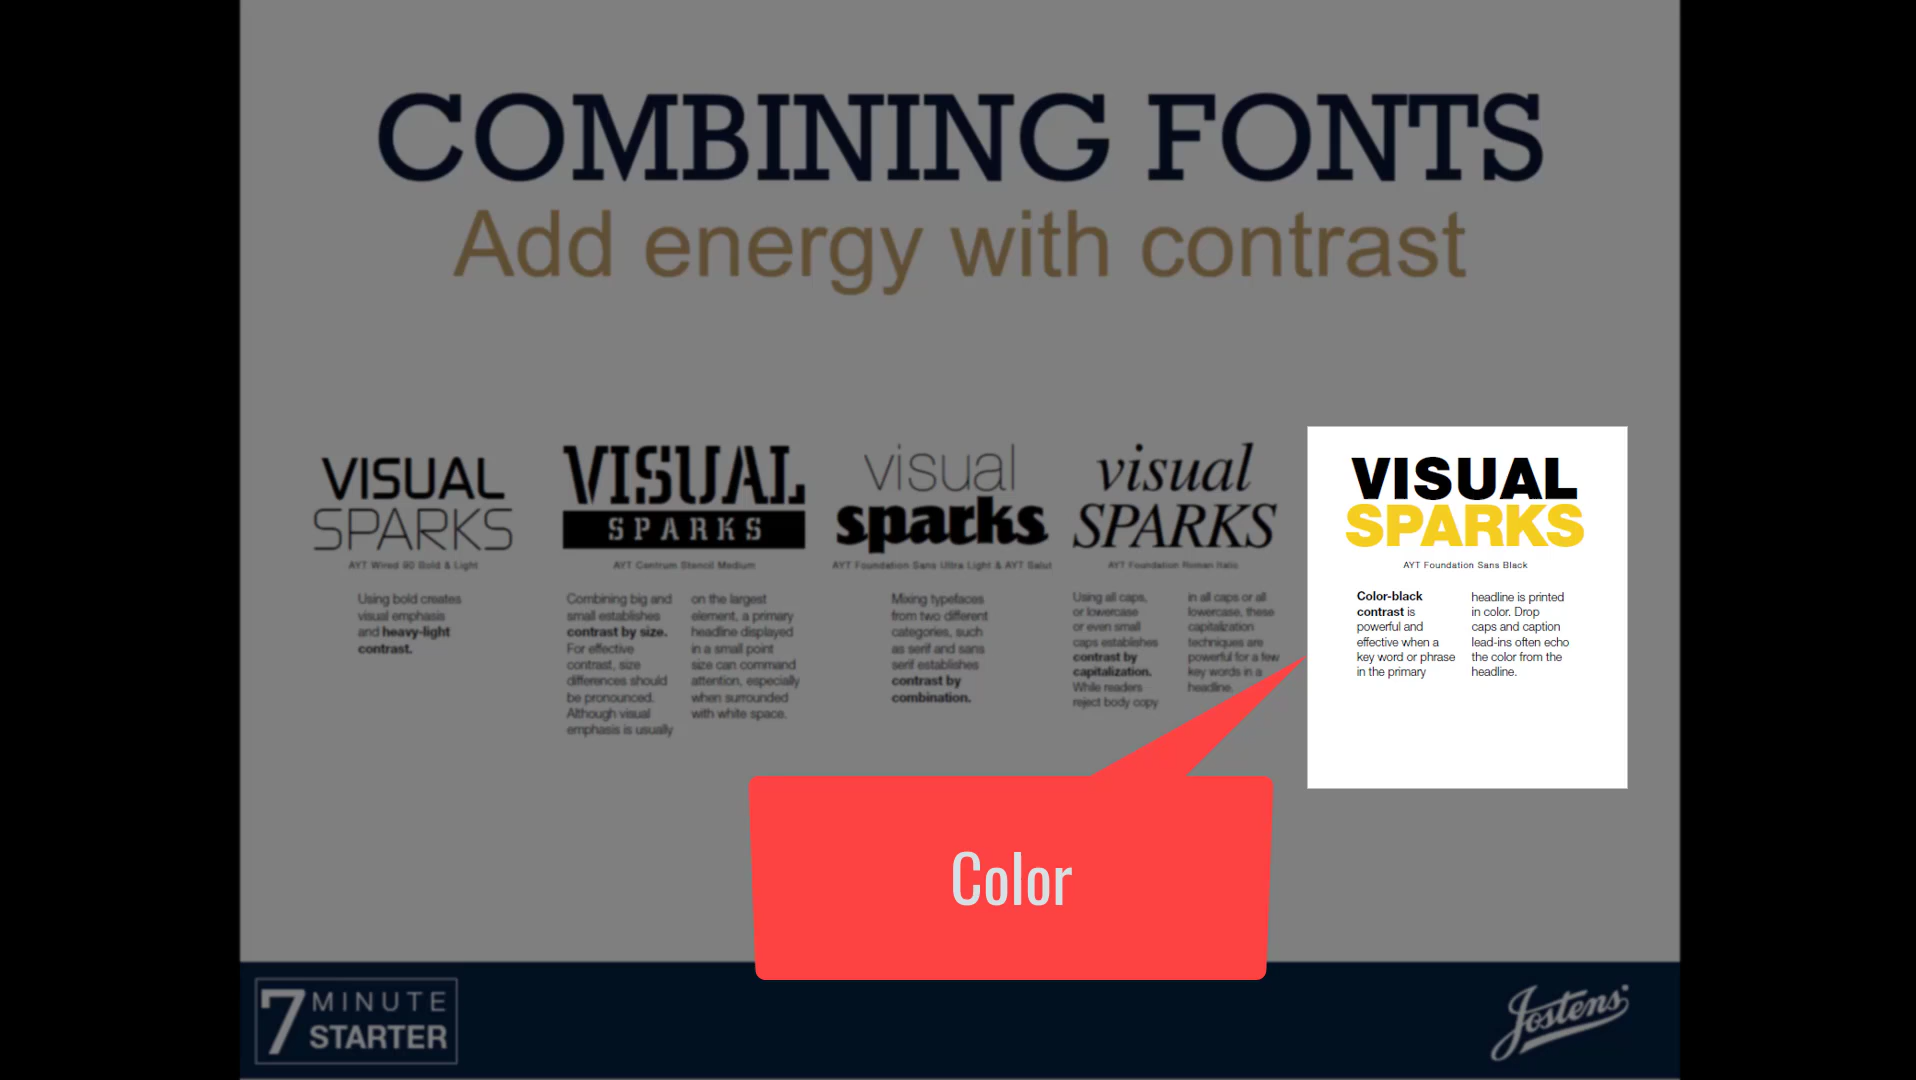 COMBINING FONTS
Add energy with contrast
VISUAL
SPARKS
AYT Wired 90 Bold & Light
Using bold creates
visual emphasis
and heavy-light
contrast.
VISUAL
SPARKS
AYT Centrum Stencil Medium
Combining big and
small establishes
contrast by size.
For effective
contrast, size
differences should
be pronounced.
Although visual
emphasis is usually
on the largest
element, a primary
headline displayed
in a small point
size can command
attention, especially
when surrounded
with white space.
visual
sparks
AYT Foundation Sans Ultra Light & AYT Salut
Mixing typefaces
from two different
categories, such
as serif and sans
serif establishes
contrast by
combination.
visual
SPARKS
AYT Foundation Roman Italic
Using all caps,
or lowercase
or even small
caps establishes
contrast by
capitalization.
While readers
reject body copy
in all caps or all
lowercase, these
capitalization
techniques are
powerful for a few
key words in a
headline.
VISUAL
SPARKS
AYT Foundation Sans Black
Color-black
contrast is
powerful and
effective when a
key word or phrase
in the primary
headline is printed
in color. Drop
caps and caption
lead-ins often echo
the color from the
headline.
Color
7 MINUTE
STARTER
Jostens